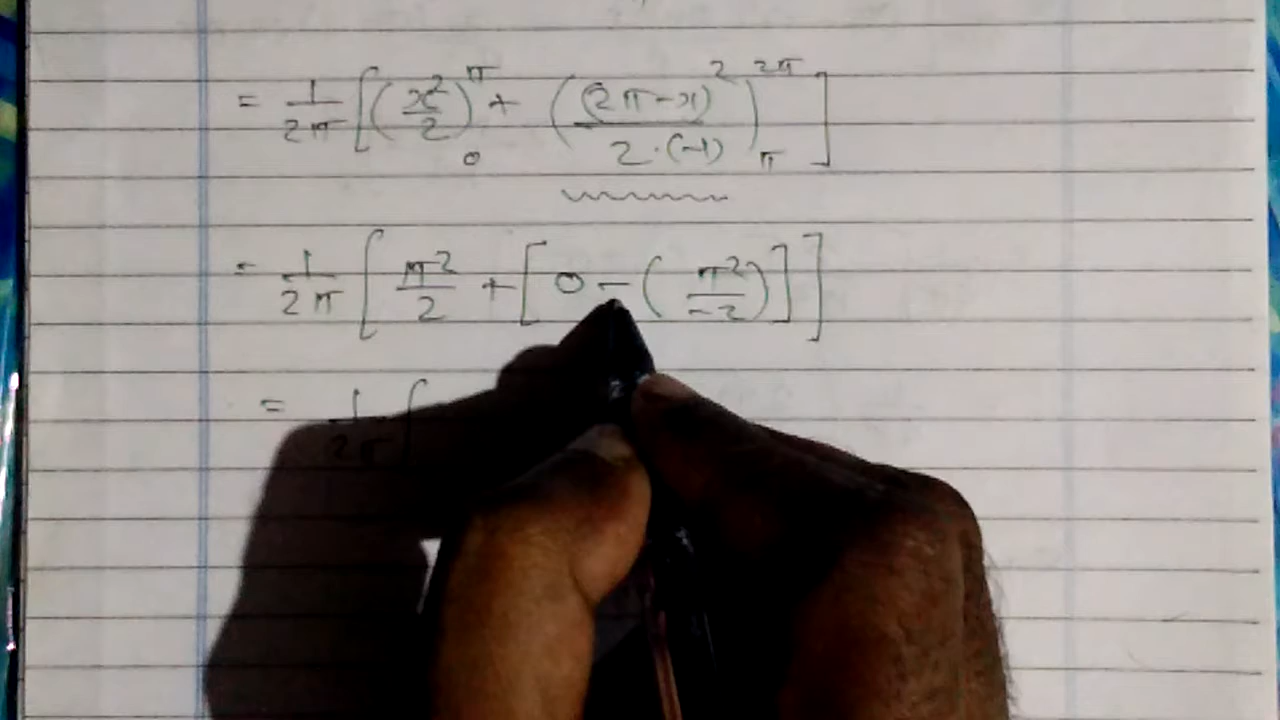 = 1/2π [ (x²/2)₀^π + ( (2π-x)² / 2·(-1) )_π^2π ]
= 1/2π [ π²/2 + [ 0 - ( π²/-2 ) ] ]
= 1/2π [